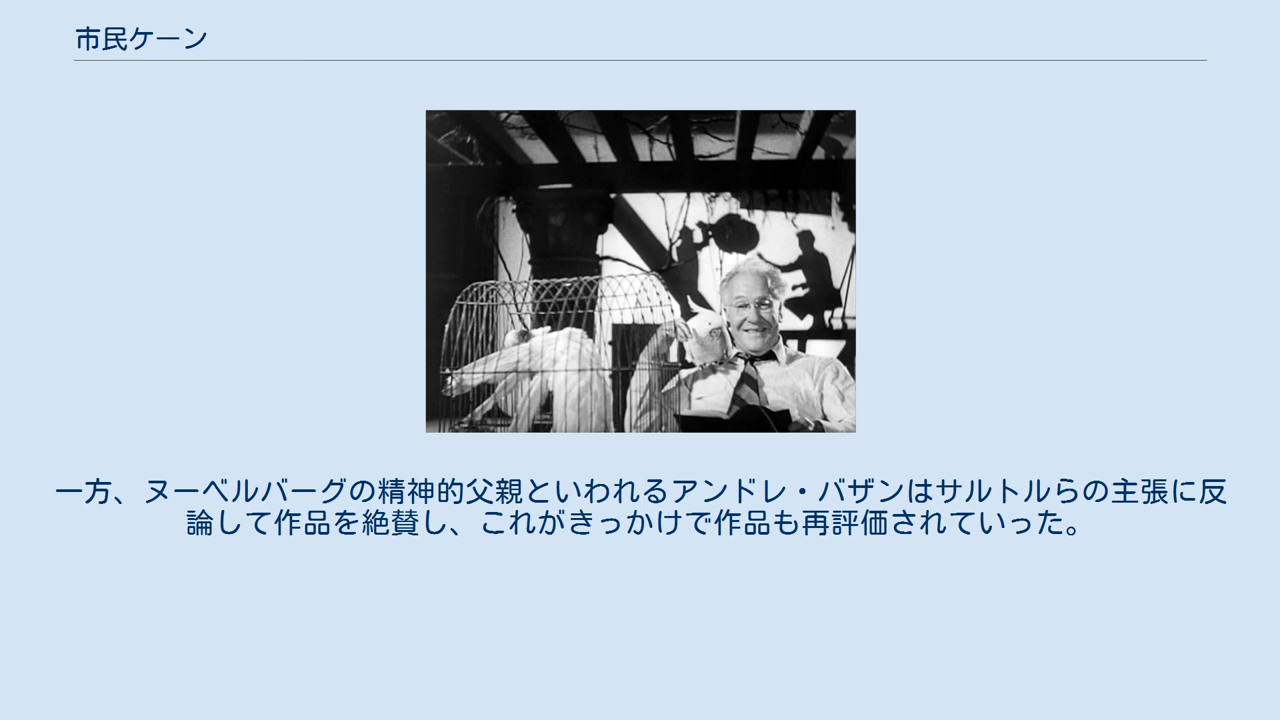 市民ケーン
一方、ヌーベルバーグの精神的父親といわれるアンドレ・バザンはサルトルらの主張に反
論して作品を絶賛し、これがきっかけで作品も再評価されていった。